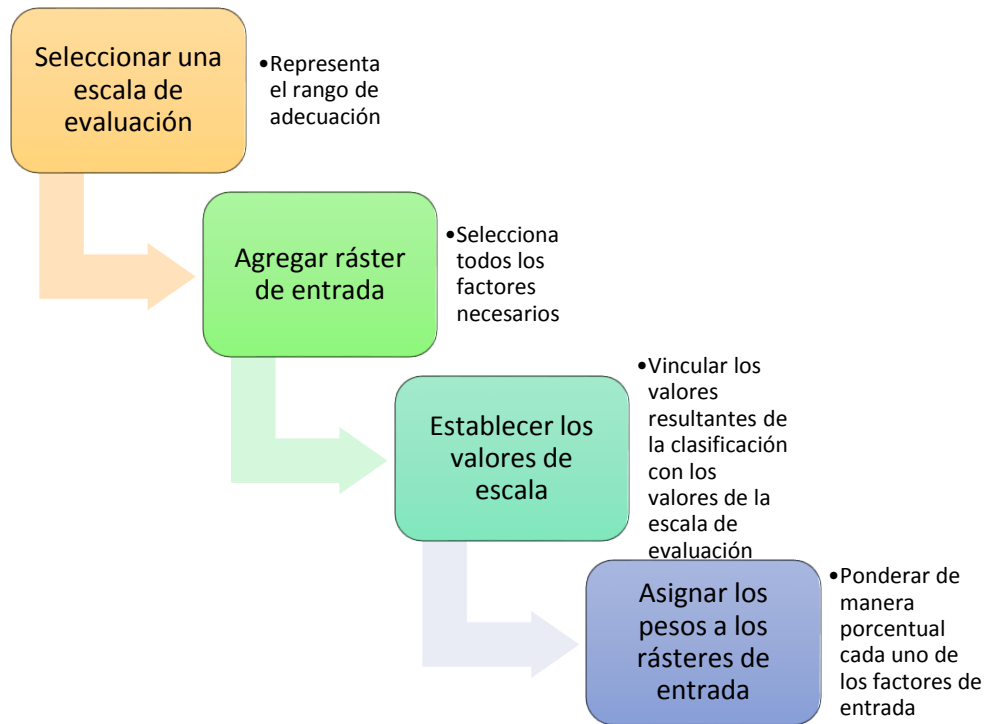 Seleccionar una
escala de
evaluación
•Representa
el rango de
adecuación
Agregar ráster
de entrada
•Selecciona
todos los
factores
necesarios
Establecer los
valores de
escala
•Vincular los
valores
resultantes de
la clasificación
con los
valores de la
escala de
evaluación
Asignar los
pesos a los
rásteres de
entrada
•Ponderar de
manera
porcentual
cada uno de
los factores de
entrada